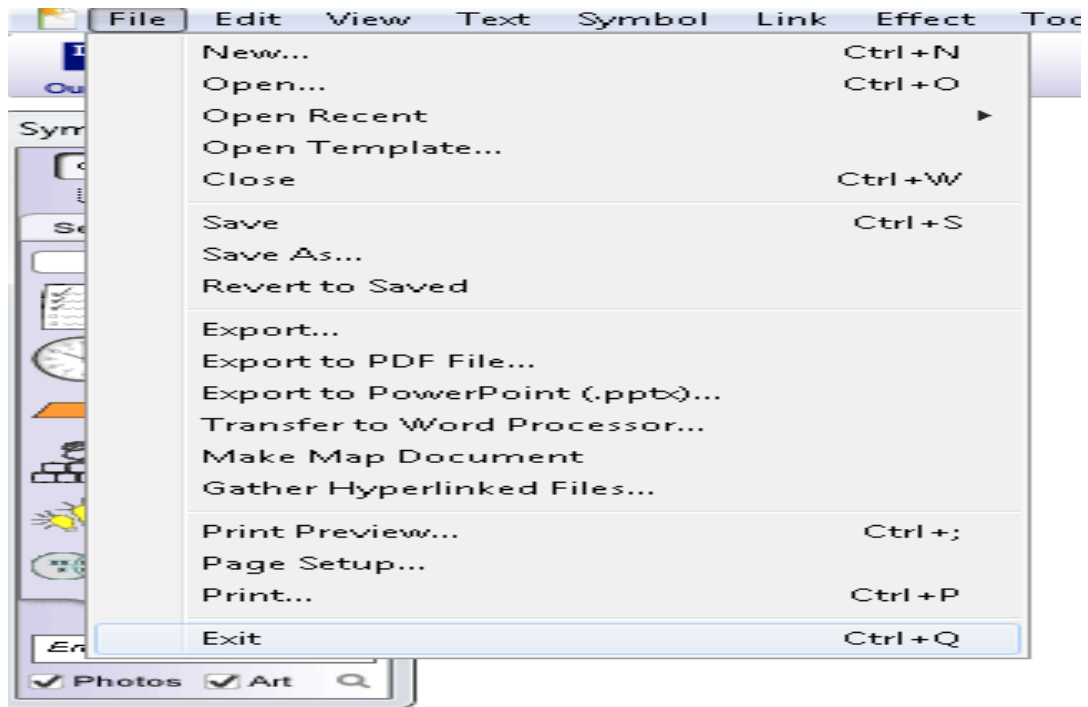 File Edit View Text Symbol Link Effect
New... Ctrl+N
Open... Ctrl+O
Open Recent
Open Template...
Close Ctrl+W
Save Ctrl+S
Save As...
Revert to Saved
Export...
Export to PDF File...
Export to PowerPoint (.pptx)...
Transfer to Word Processor...
Make Map Document
Gather Hyperlinked Files...
Print Preview... Ctrl+;
Page Setup...
Print... Ctrl+P
Exit Ctrl+Q
Photos Art